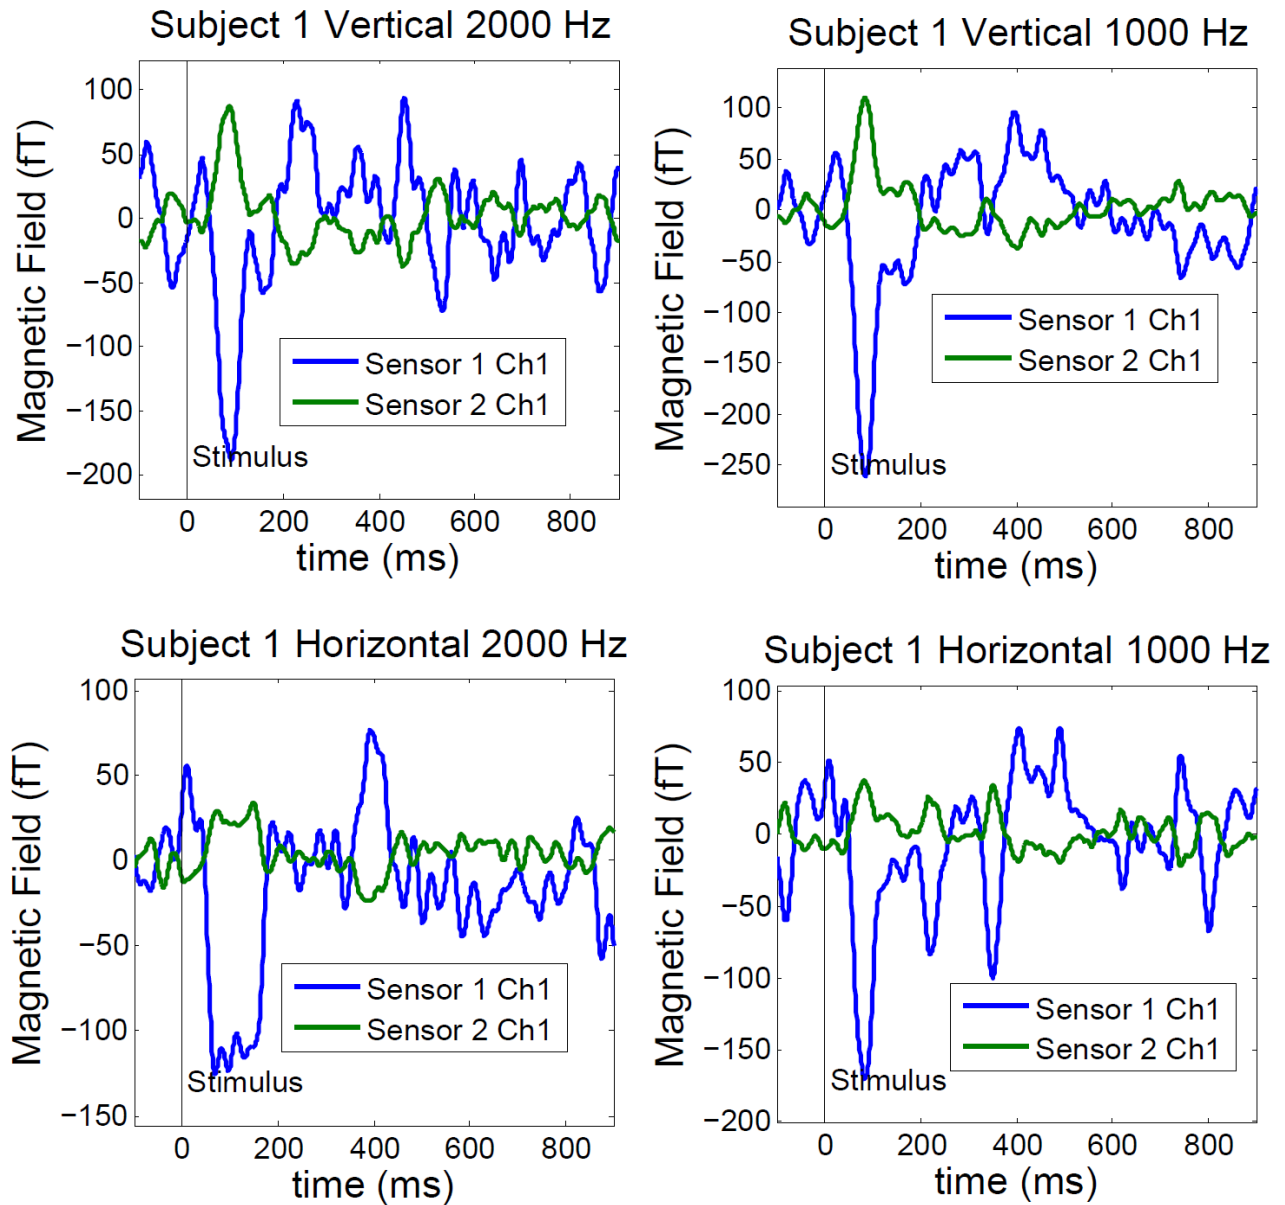 Subject 1 Vertical 2000 Hz
Magnetic Field (fT)
100
50
0
−50
−100
−150
−200
Sensor 1 Ch1
Sensor 2 Ch1
Stimulus
0 200 400 600 800
time (ms)
Subject 1 Vertical 1000 Hz
Magnetic Field (fT)
100
50
0
−50
−100
−150
−200
−250
Sensor 1 Ch1
Sensor 2 Ch1
Stimulus
0 200 400 600 800
time (ms)
Subject 1 Horizontal 2000 Hz
Magnetic Field (fT)
100
50
0
−50
−100
−150
Sensor 1 Ch1
Sensor 2 Ch1
Stimulus
0 200 400 600 800
time (ms)
Subject 1 Horizontal 1000 Hz
Magnetic Field (fT)
100
50
0
−50
−100
−150
−200
Sensor 1 Ch1
Sensor 2 Ch1
Stimulus
0 200 400 600 800
time (ms)